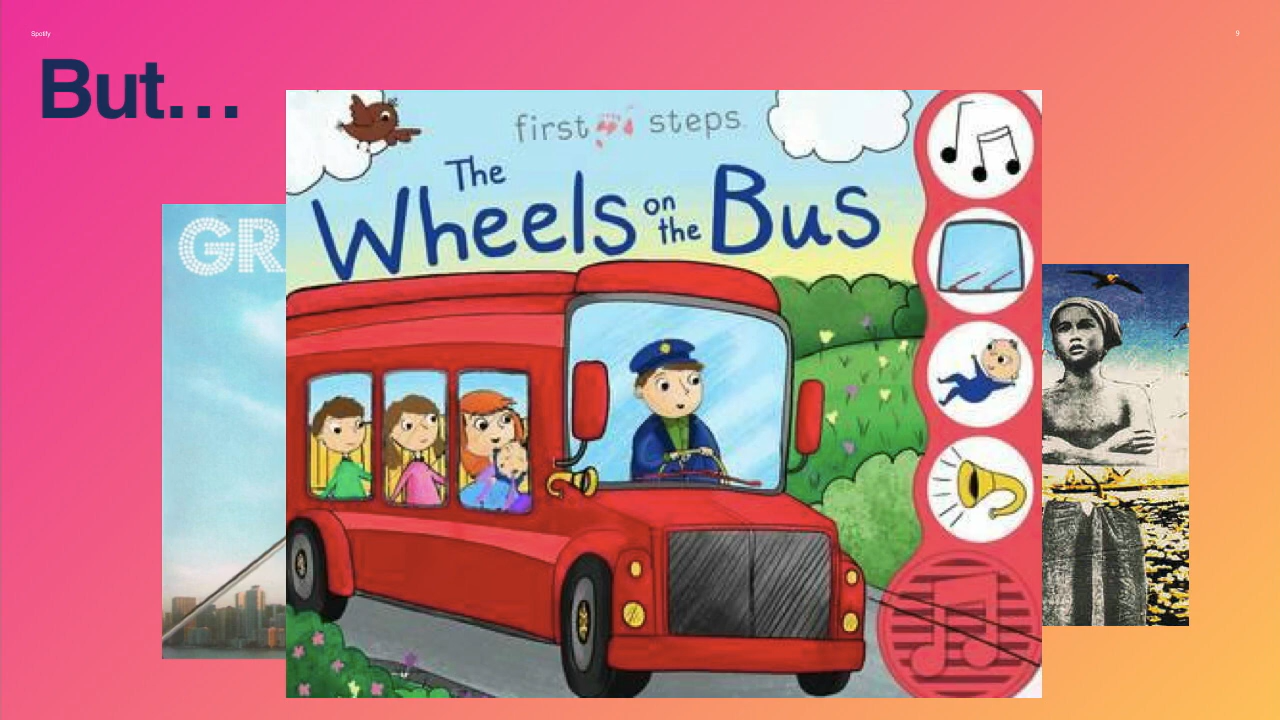 Spotify
9
But...
first steps
The
Wheels on the Bus
GR